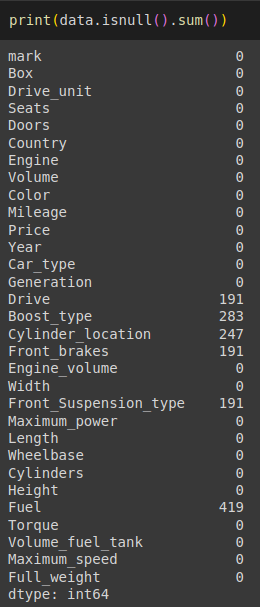 print(data.isnull().sum())
mark 0
Box 0
Drive_unit 0
Seats 0
Doors 0
Country 0
Engine 0
Volume 0
Color 0
Mileage 0
Price 0
Year 0
Car_type 0
Generation 0
Drive 191
Boost_type 283
Cylinder_location 247
Front_brakes 191
Engine_volume 0
Width 0
Front_Suspension_type 191
Maximum_power 0
Length 0
Wheelbase 0
Cylinders 0
Height 0
Fuel 419
Torque 0
Volume_fuel_tank 0
Maximum_speed 0
Full_weight 0
dtype: int64